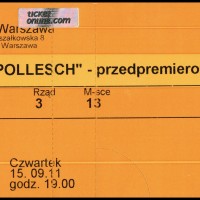 ticket
online.com
Warszawa
szałkowska 8
Warszawa
POLLESCH" - przedpremiero
Rząd M-sce
3 13
Czwartek
15.09.11
godz. 19.00